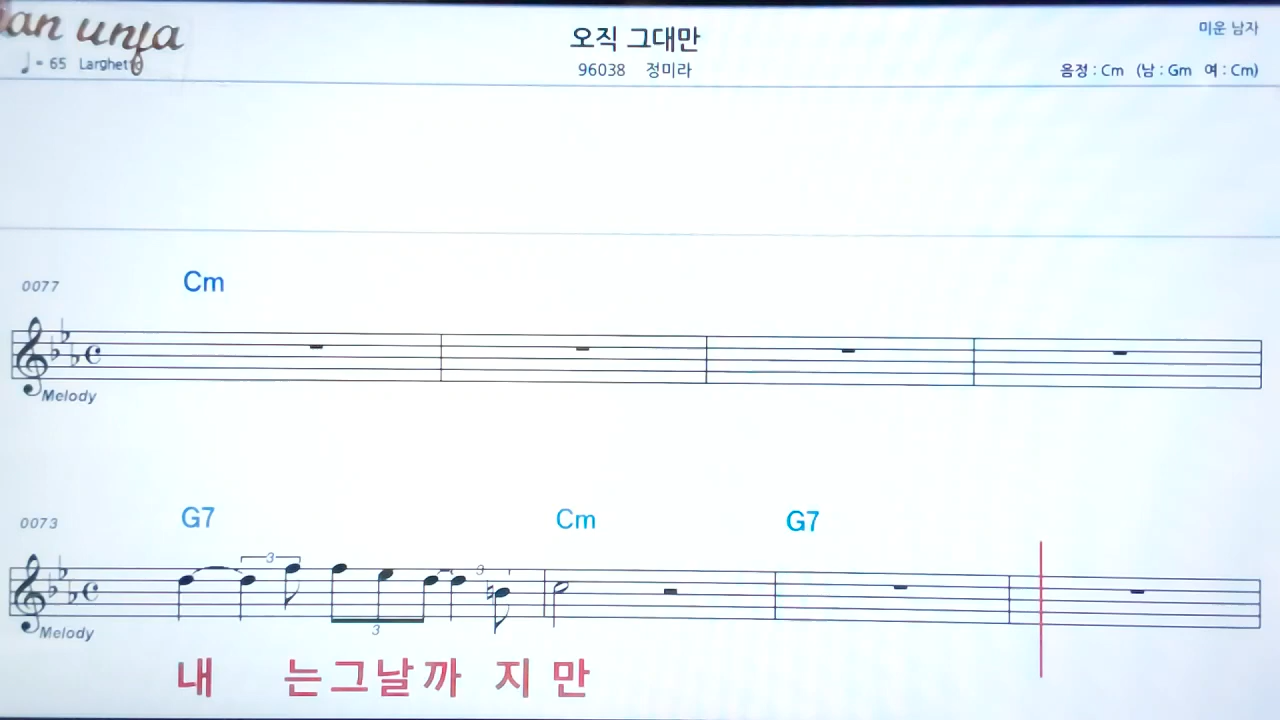 an unja
오직 그대만
미운 남자
♩= 65 Larghetto
96038 정미라
음정 : Cm (남 : Gm 여 : Cm)
0077 Cm
Melody
0073 G7 Cm G7
3 3
3
Melody
내 는그날까 지 만